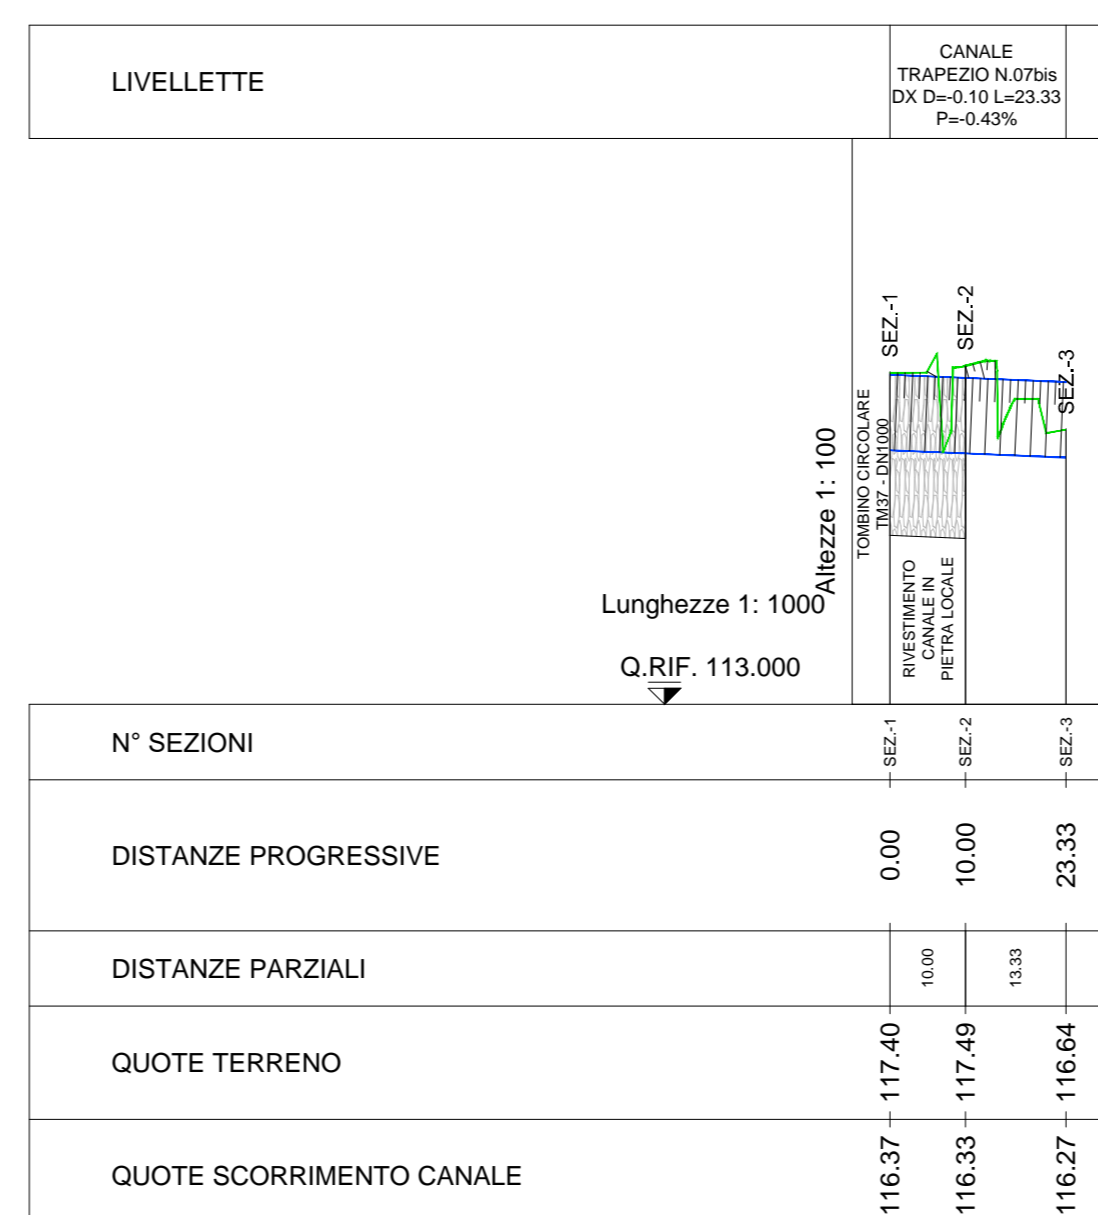 LIVELLETTE
CANALE
TRAPEZIO N.07bis
DX D=-0.10 L=23.33
P=-0.43%
SEZ.-1
SEZ.-2
SEZ.-3
TOMBINO CIRCOLARE
TM37 - DN1000
Altezze 1: 100
Lunghezze 1: 1000
RIVESTIMENTO
CANALE IN
PIETRA LOCALE
Q.RIF. 113.000
N° SEZIONI
SEZ.-1
SEZ.-2
SEZ.-3
DISTANZE PROGRESSIVE
0.00
10.00
23.33
DISTANZE PARZIALI
10.00
13.33
QUOTE TERRENO
117.40
117.49
116.64
QUOTE SCORRIMENTO CANALE
116.37
116.33
116.27